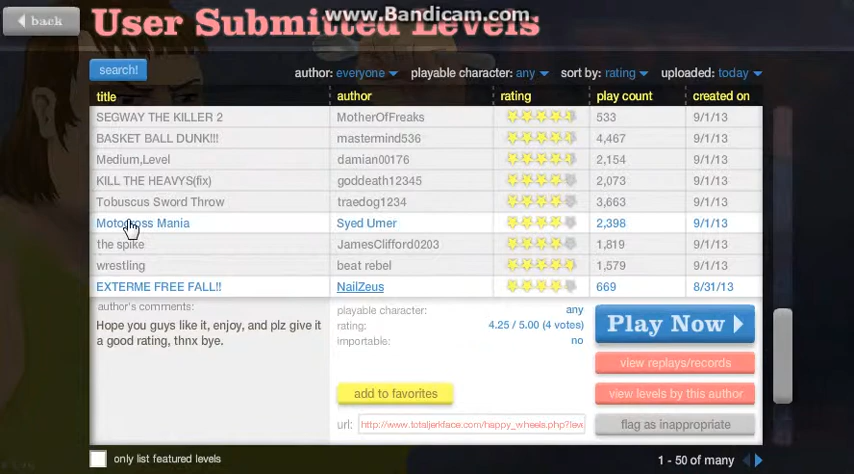 back
User Submitted Levels
www.Bandicam.com
search!
author: everyone playable character: any sort by: rating uploaded: today
title author rating play count created on
SEGWAY THE KILLER 2 MotherOfFreaks 533 9/1/13
BASKET BALL DUNK!!! mastermind536 4,467 9/1/13
Medium,Level damian00176 2,154 9/1/13
KILL THE HEAVYS(fix) goddeath12345 2,073 9/1/13
Tobuscus Sword Throw traedog1234 3,663 9/1/13
Motocross Mania Syed Umer 2,398 9/1/13
the spike JamesClifford0203 1,819 9/1/13
wrestling beat rebel 1,579 9/1/13
EXTERME FREE FALL!! NailZeus 669 8/31/13
author's comments:
Hope you guys like it, enjoy, and plz give it
a good rating, thnx bye.
playable character: any
rating: 4.25 / 5.00 (4 votes)
importable: no
Play Now
view replays/records
add to favorites
view levels by this author
url: http://www.totaljerkface.com/happy_wheels.php?leve
flag as inappropriate
only list featured levels
1 - 50 of many